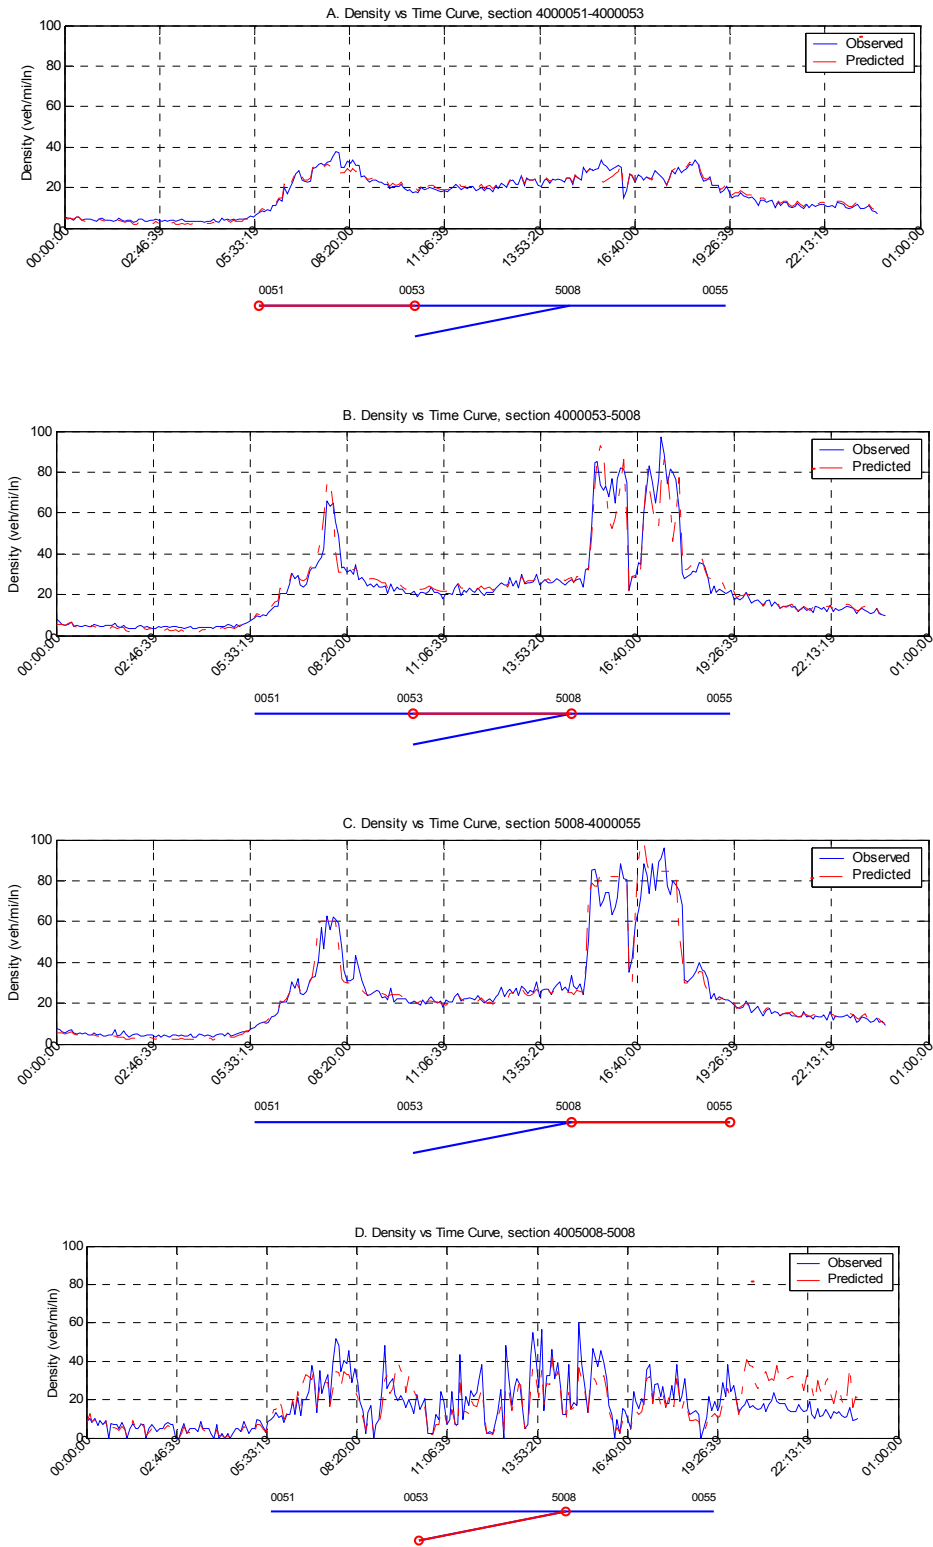 A. Density vs Time Curve, section 4000051-4000053
100
80
60
40
20
0
Density (veh/mi/ln)
Observed
Predicted
00:00:00 02:46:39 05:33:19 08:20:00 11:06:39 13:53:20 16:40:00 19:26:39 22:13:19 01:00:00
0051 0053 5008 0055
B. Density vs Time Curve, section 4000053-5008
100
80
60
40
20
0
Density (veh/mi/ln)
Observed
Predicted
00:00:00 02:46:39 05:33:19 08:20:00 11:06:39 13:53:20 16:40:00 19:26:39 22:13:19 01:00:00
0051 0053 5008 0055
C. Density vs Time Curve, section 5008-4000055
100
80
60
40
20
0
Density (veh/mi/ln)
Observed
Predicted
00:00:00 02:46:39 05:33:19 08:20:00 11:06:39 13:53:20 16:40:00 19:26:39 22:13:19 01:00:00
0051 0053 5008 0055
D. Density vs Time Curve, section 4005008-5008
100
80
60
40
20
0
Density (veh/mi/ln)
Observed
Predicted
00:00:00 02:46:39 05:33:19 08:20:00 11:06:39 13:53:20 16:40:00 19:26:39 22:13:19 01:00:00
0051 0053 5008 0055